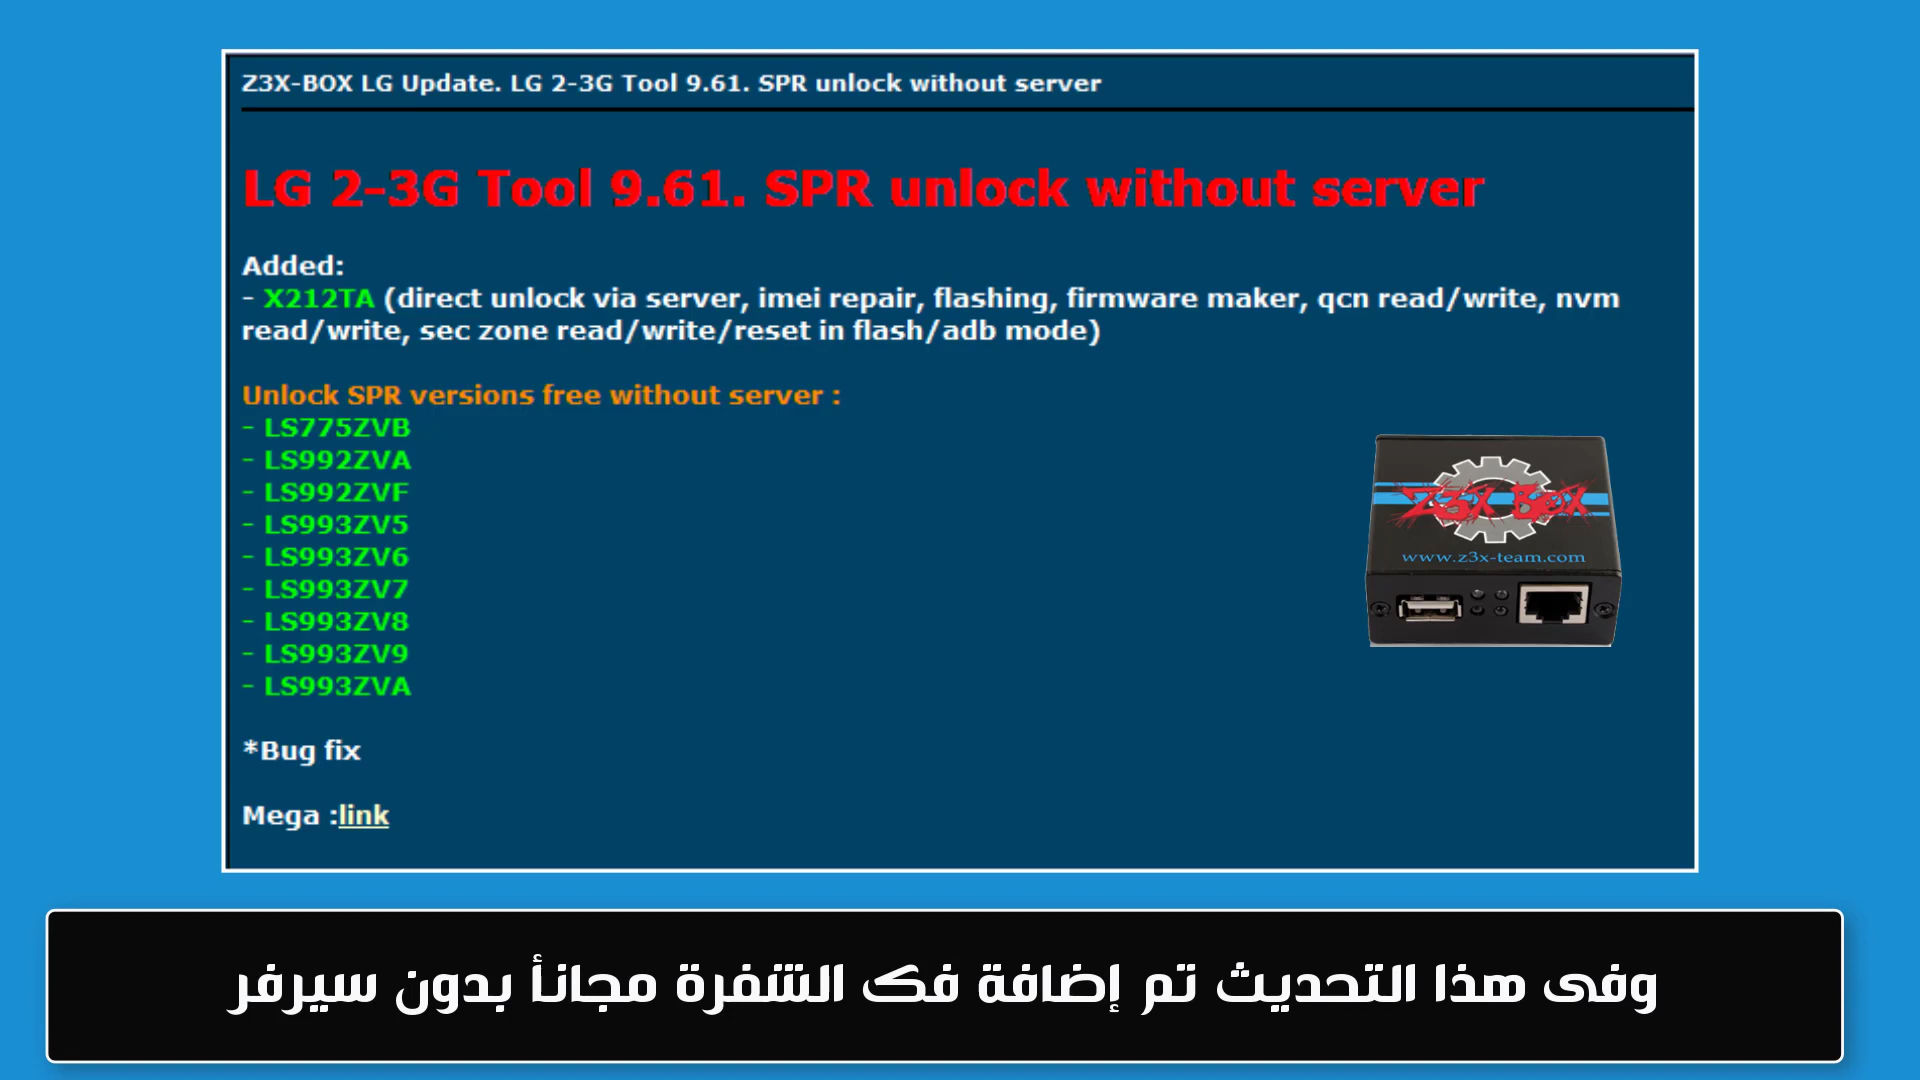 Z3X-BOX LG Update. LG 2-3G Tool 9.61. SPR unlock without server
LG 2-3G Tool 9.61. SPR unlock without server
Added:
- X212TA (direct unlock via server, imei repair, flashing, firmware maker, qcn read/write, nvm
read/write, sec zone read/write/reset in flash/adb mode)
Unlock SPR versions free without server :
- LS775ZVB
- LS992ZVA
- LS992ZVF
- LS993ZV5
- LS993ZV6
- LS993ZV7
- LS993ZV8
- LS993ZV9
- LS993ZVA
*Bug fix
Mega :link
Z3X BOX
www.z3x-team.com
وفى هذا التحديث تم إضافة فك الشفرة مجانأ بدون سيرفر